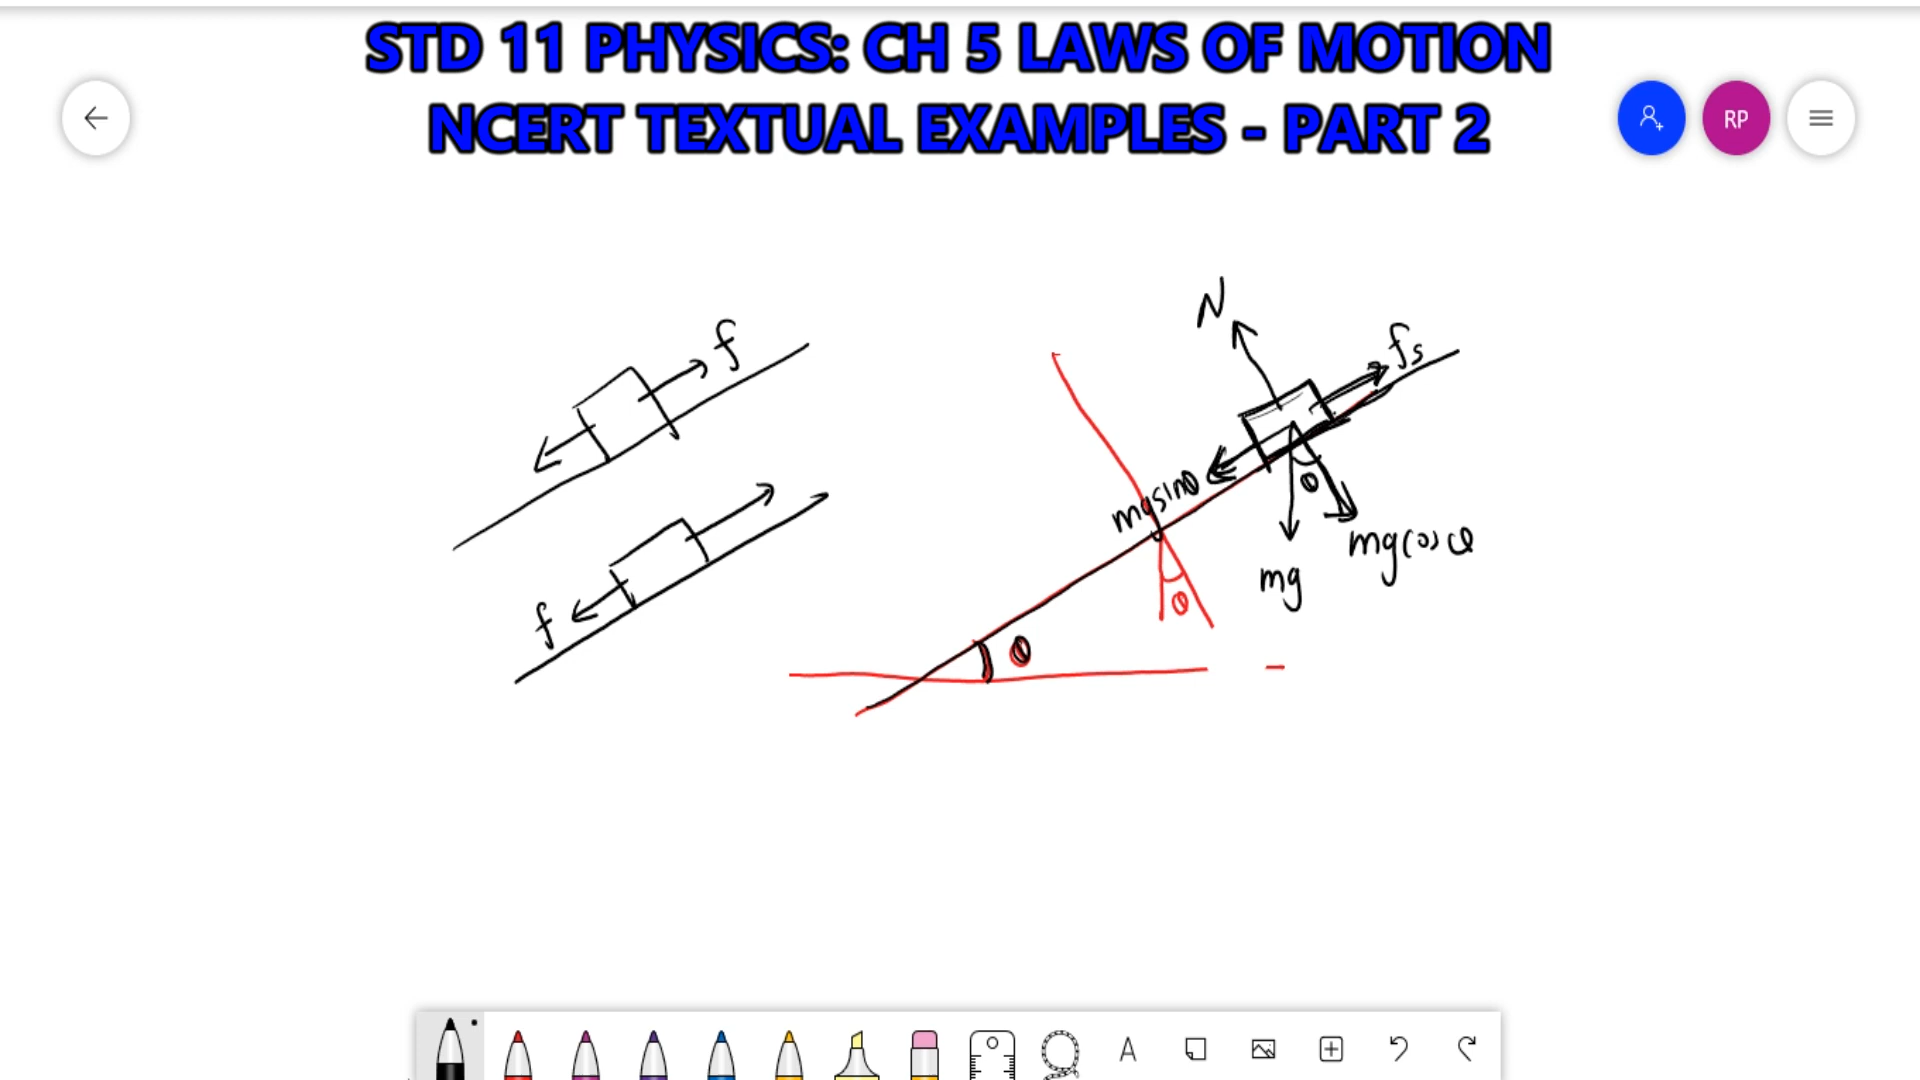 STD 11 PHYSICS: CH 5 LAWS OF MOTION
NCERT TEXTUAL EXAMPLES - PART 2
RP
N
f
fs
mgsinθ
θ
mgcosθ
mg
f
θ
θ
A